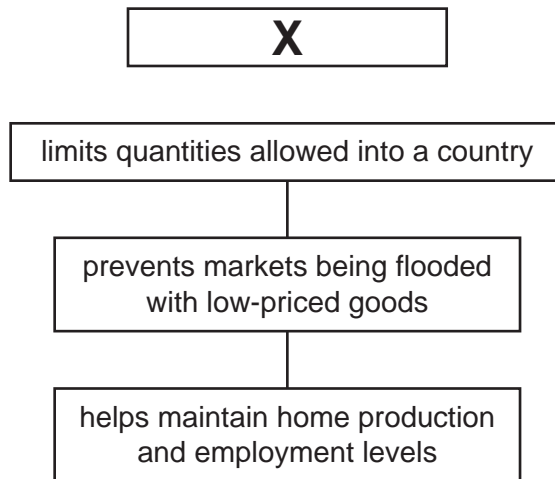 X
limits quantities allowed into a country
prevents markets being flooded
with low-priced goods
helps maintain home production
and employment levels